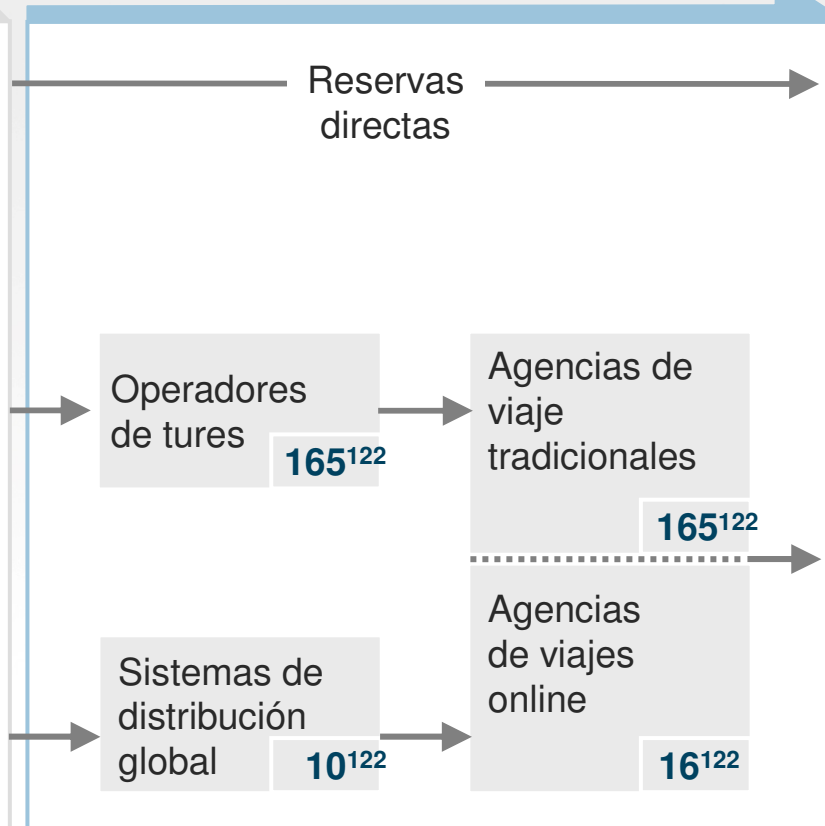 Reservas
directas
Operadores
de tures
165¹²²
Agencias de
viaje
tradicionales
165¹²²
Sistemas de
distribución
global
10¹²²
Agencias
de viajes
online
16¹²²